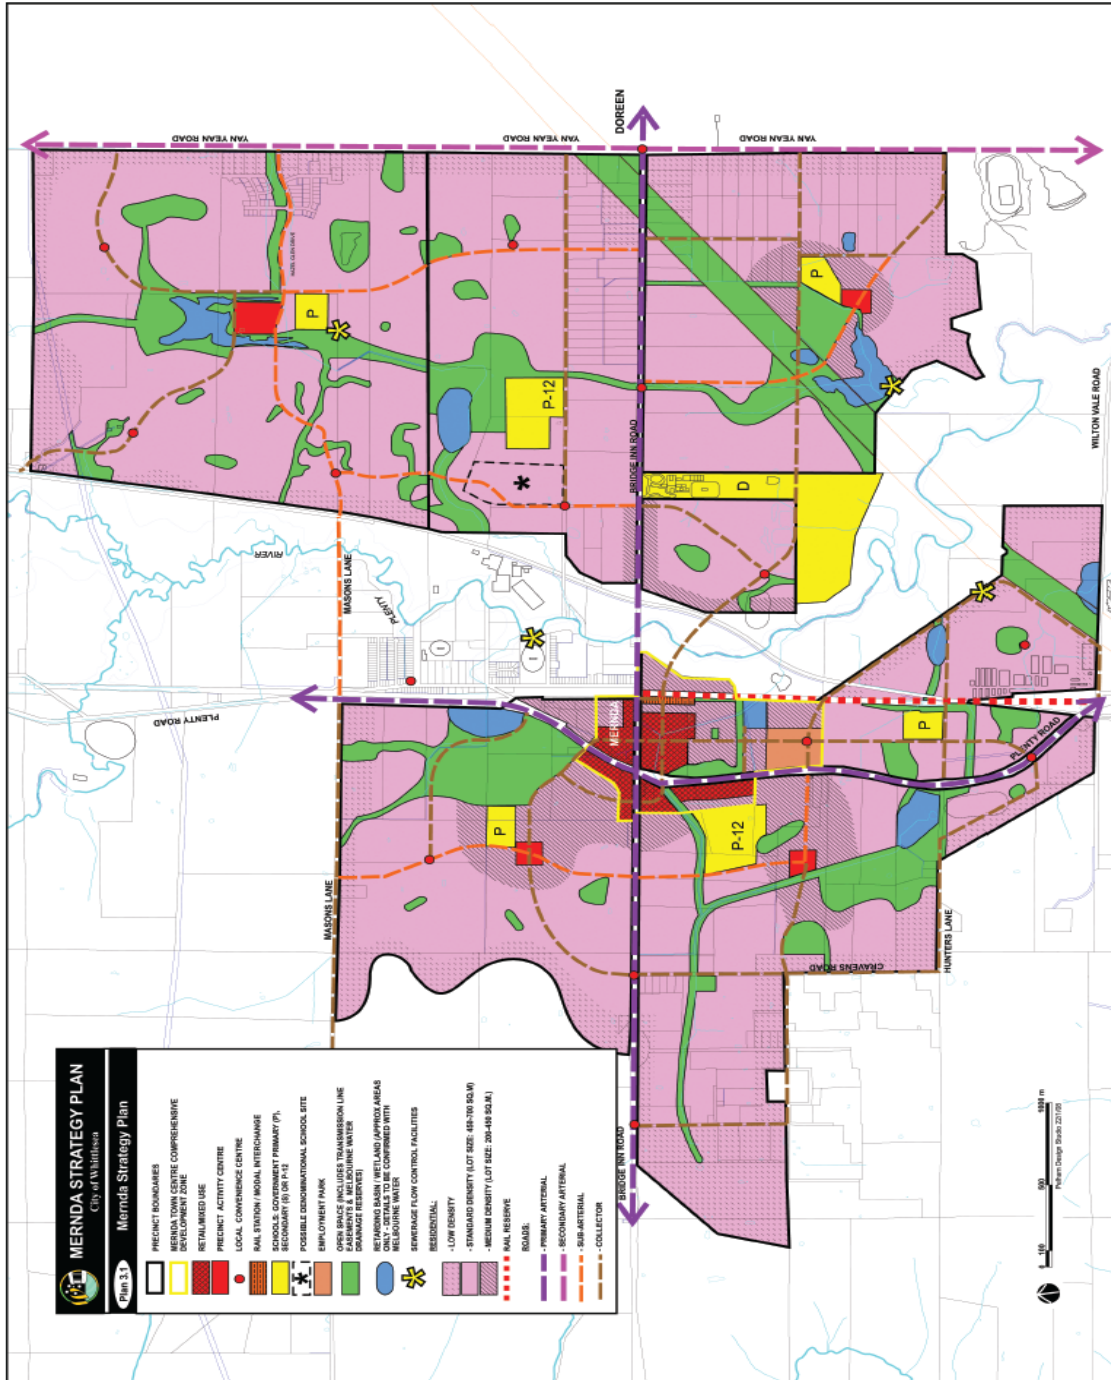 MERNDA STRATEGY PLAN
City of Whittlesea
Plan 3.1
Mernda Strategy Plan
PRECINCT BOUNDARIES
MERNDA TOWN CENTRE COMPREHENSIVE
DEVELOPMENT ZONE
RETAIL/MIXED USE
PRECINCT ACTIVITY CENTRE
LOCAL CONVENIENCE CENTRE
RAIL STATION / MODAL INTERCHANGE
SCHOOLS: GOVERNMENT PRIMARY (P),
SECONDARY (S) OR P-12
POSSIBLE DENOMINATIONAL SCHOOL SITE
EMPLOYMENT PARK
OPEN SPACE (INCLUDES TRANSMISSION LINE
EASEMENTS & MELBOURNE WATER
DRAINAGE RESERVES)
RETARDING BASIN / WETLAND (APPROX AREAS
ONLY - DETAILS TO BE CONFIRMED WITH
MELBOURNE WATER
SEWERAGE FLOW CONTROL FACILITIES
RESIDENTIAL:
- LOW DENSITY
- STANDARD DENSITY (LOT SIZE: 450-700 SQ.M)
- MEDIUM DENSITY (LOT SIZE: 200-450 SQ.M.)
RAIL RESERVE
ROADS:
- PRIMARY ARTERIAL
- SECONDARY ARTERIAL
- SUB-ARTERIAL
- COLLECTOR
YAN YEAN ROAD
YAN YEAN ROAD
YAN YEAN ROAD
DOREEN
HAZEL GLEN DRIVE
P
P-12
P
D
BRIDGE INN ROAD
WILTON VALE ROAD
RIVER
PLENTY
MASONS LANE
PLENTY ROAD
MERNDA
P
PLENTY ROAD
MASONS LANE
P
P-12
HUNTERS LANE
CRAVENS ROAD
BRIDGE INN ROAD
0 100 500 1000 m